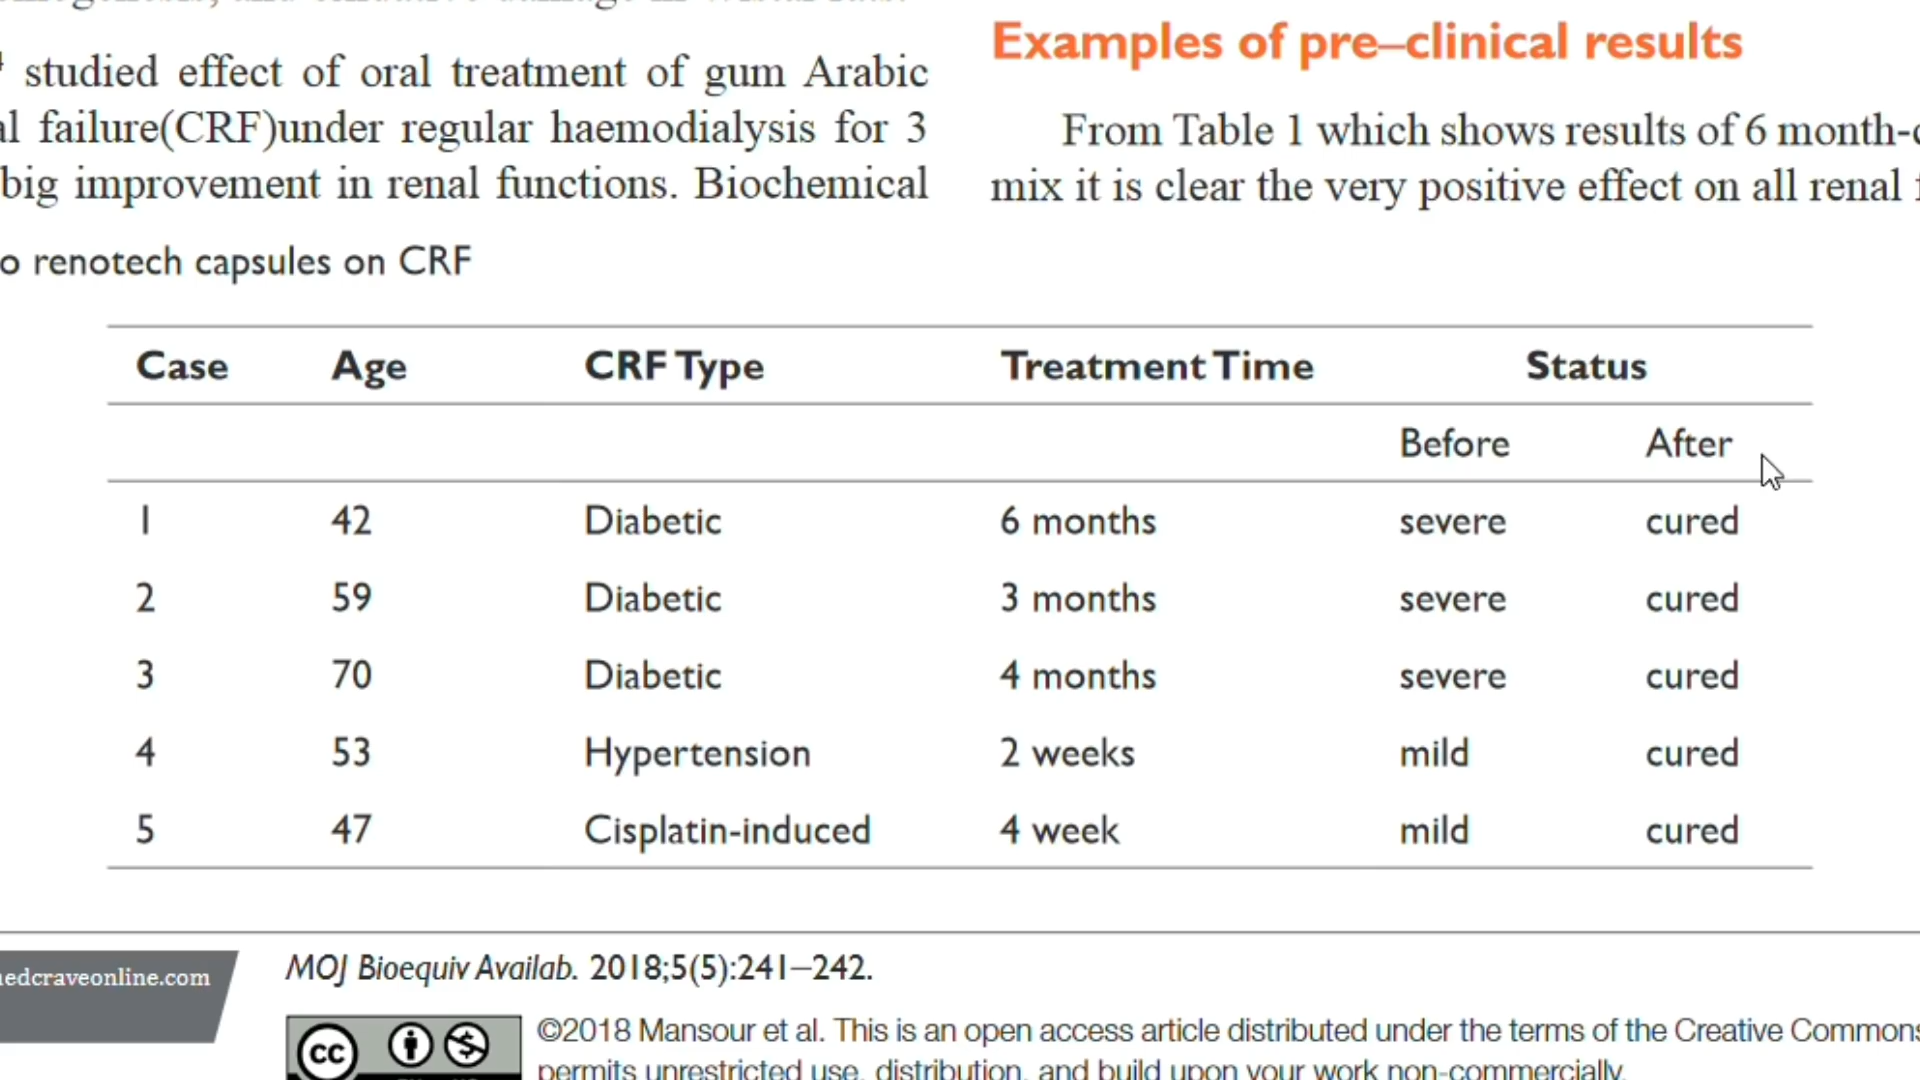 studied effect of oral treatment of gum Arabic
failure(CRF)under regular haemodialysis for 3
big improvement in renal functions. Biochemical
Examples of pre–clinical results
From Table 1 which shows results of 6 month-
mix it is clear the very positive effect on all renal
renotech capsules on CRF
Case Age CRF Type Treatment Time Status
Before After
1 42 Diabetic 6 months severe cured
2 59 Diabetic 3 months severe cured
3 70 Diabetic 4 months severe cured
4 53 Hypertension 2 weeks mild cured
5 47 Cisplatin-induced 4 week mild cured
edcraveonline.com
MOJ Bioequiv Availab. 2018;5(5):241–242.
cc
©2018 Mansour et al. This is an open access article distributed under the terms of the Creative Commons
permits unrestricted use, distribution, and build upon your work non-commercially.